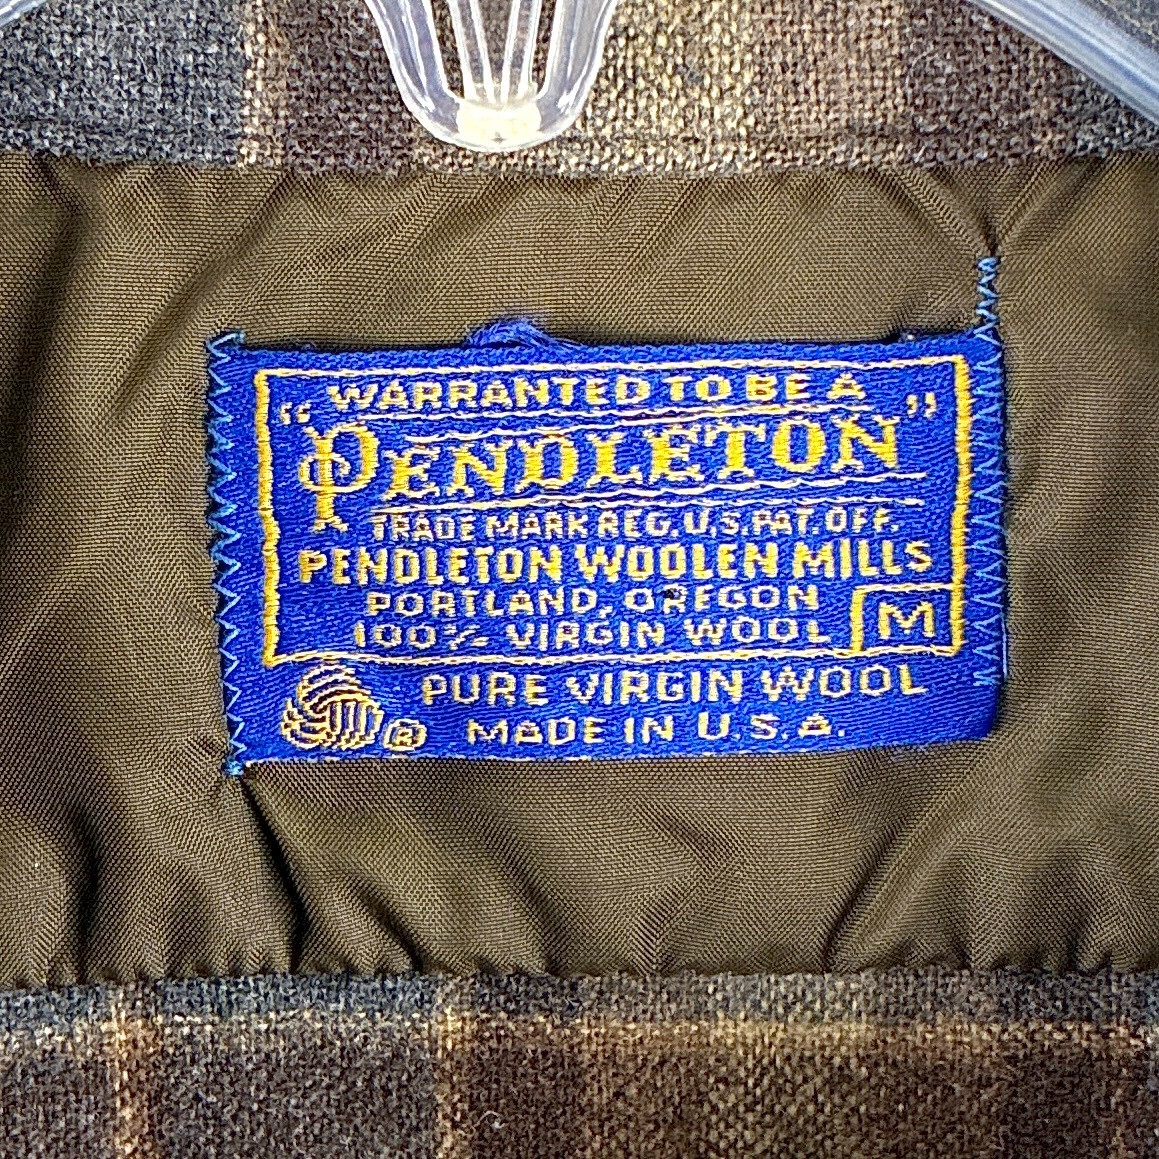 WARRANTED TO BE A
"PENDLETON"
TRADE MARK REG. U.S. PAT. OFF.
PENDLETON WOOLEN MILLS
PORTLAND, OREGON
100% VIRGIN WOOL M
PURE VIRGIN WOOL
® MADE IN U.S.A.